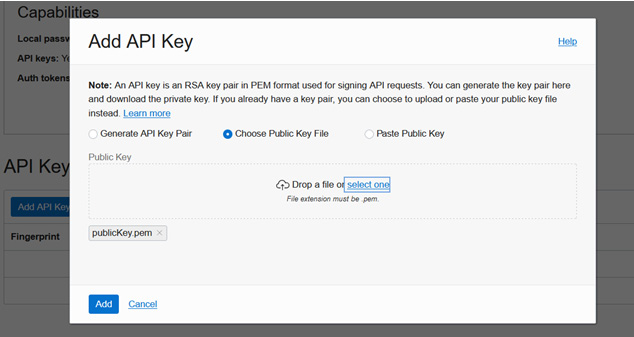 Capabilities
Local passw
API keys: Yo
Auth tokens
Add API Key
Help
Note: An API key is an RSA key pair in PEM format used for signing API requests. You can generate the key pair here
and download the private key. If you already have a key pair, you can choose to upload or paste your public key file
instead. Learn more
Generate API Key Pair
Choose Public Key File
Paste Public Key
Public Key
Drop a file or select one
File extension must be .pem.
publicKey.pem ×
API Key
Add API Key
Fingerprint
Add
Cancel